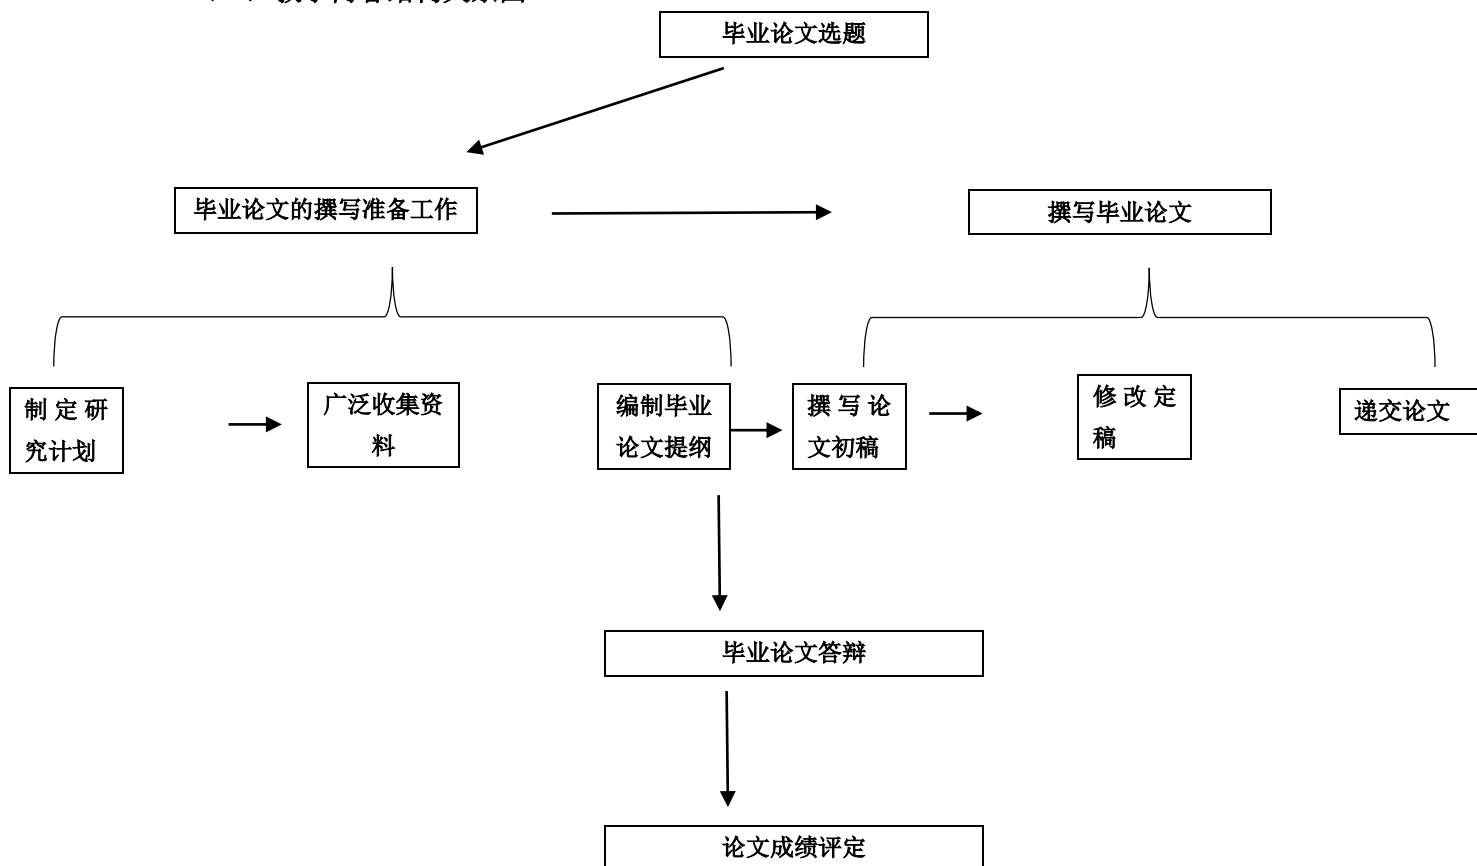 毕业论文选题
毕业论文的撰写准备工作
撰写毕业论文
制定研
究计划
广泛收集资
料
编制毕业
论文提纲
撰写论
文初稿
修改定
稿
递交论文
毕业论文答辩
论文成绩评定